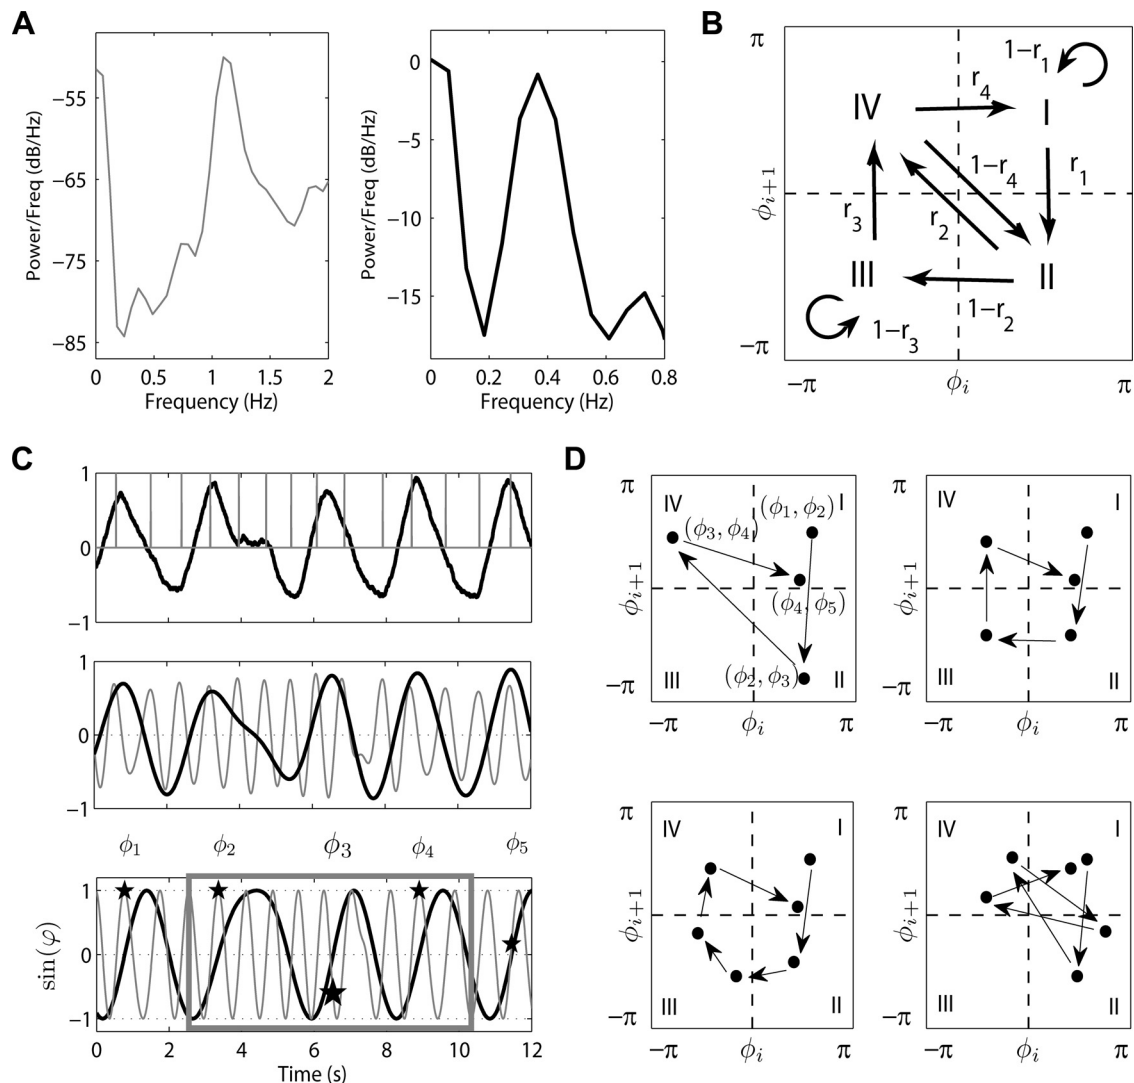 A
Power/Freq (dB/Hz)
−55
−65
−75
−85
0 0.5 1 1.5 2
Frequency (Hz)
Power/Freq (dB/Hz)
0
−5
−10
−15
0 0.2 0.4 0.6 0.8
Frequency (Hz)
B
π
ϕi+1
−π
1−r1
IV r4 I
1−r4 r1
r3 r2
III II
1−r2
1−r3
−π ϕi π
C
1
0
−1
1
0
−1
ϕ1 ϕ2 ϕ3 ϕ4 ϕ5
sin(φ)
1
0
−1
0 2 4 6 8 10 12
Time (s)
D
π
ϕi+1
−π
IV I
(ϕ1, ϕ2)
(ϕ3, ϕ4)
(ϕ4, ϕ5)
(ϕ2, ϕ3)
III II
−π ϕi π
π
ϕi+1
−π
IV I
III II
−π ϕi π
π
ϕi+1
−π
IV I
III II
−π ϕi π
π
ϕi+1
−π
IV I
III II
−π ϕi π